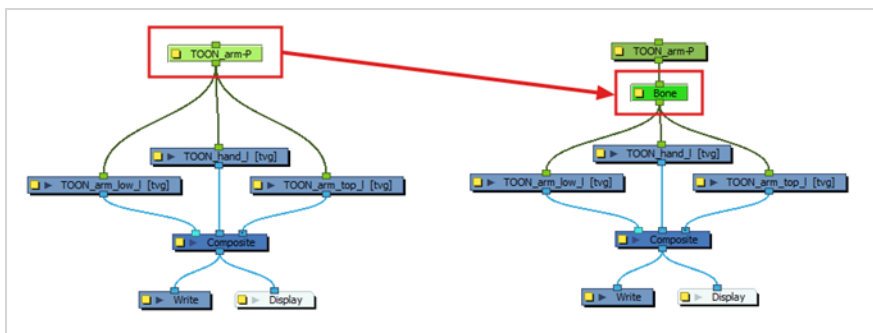 TOON_arm-P
TOON_hand_l [tvg]
TOON_arm_low_l [tvg]
TOON_arm_top_l [tvg]
Composite
Write
Display
TOON_arm-P
Bone
TOON_hand_l [tvg]
TOON_arm_low_l [tvg]
TOON_arm_top_l [tvg]
Composite
Write
Display